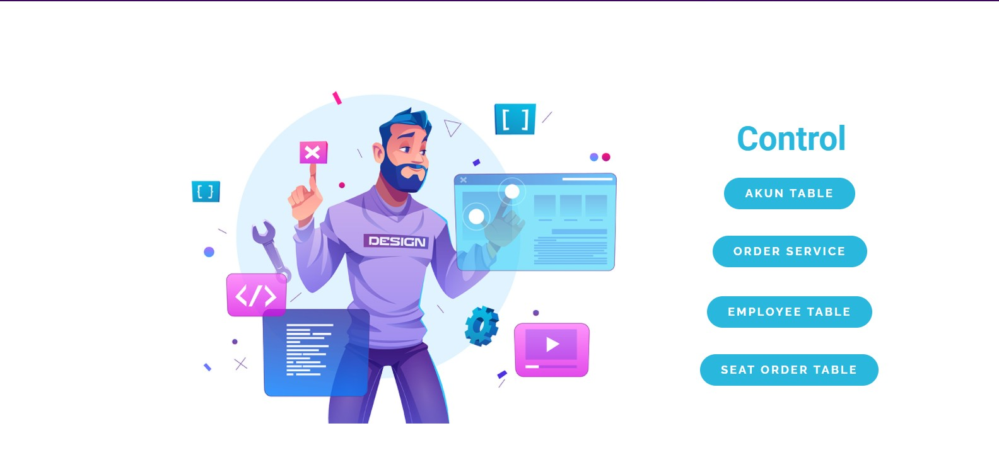 [ ]
Control
{ }
AKUN TABLE
DESIGN
ORDER SERVICE
</>
EMPLOYEE TABLE
SEAT ORDER TABLE